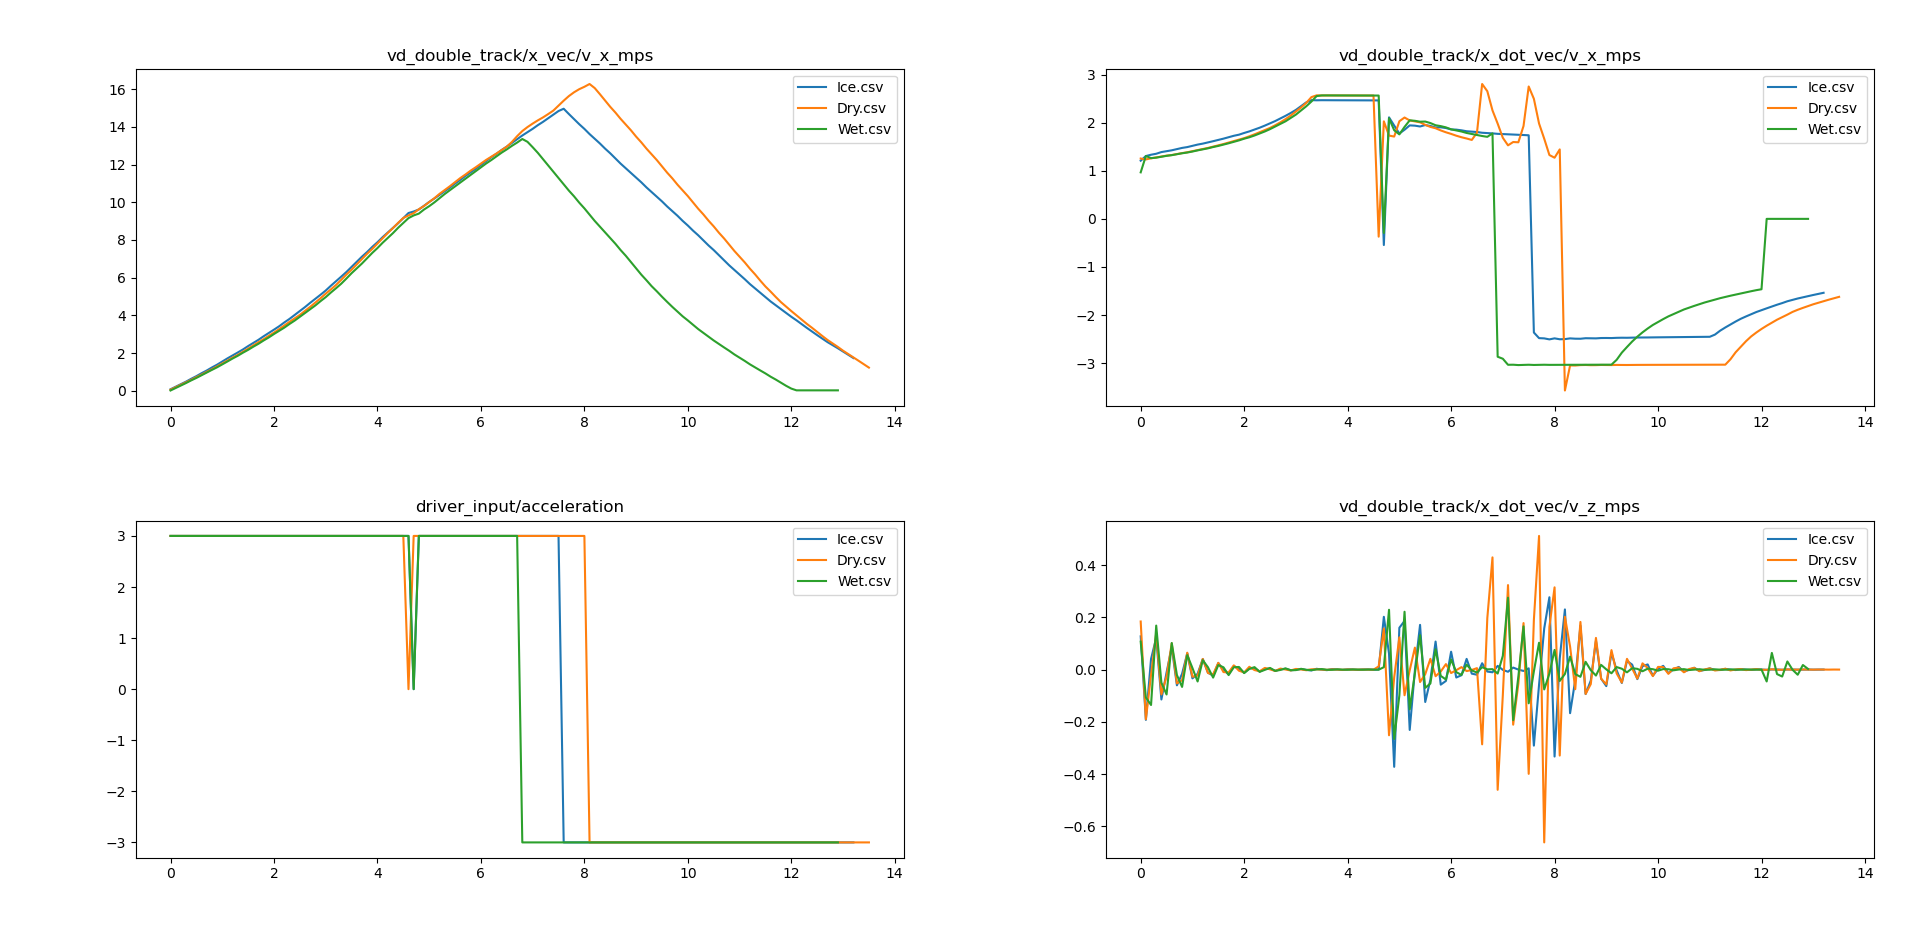 vd_double_track/x_vec/v_x_mps
16
14
12
10
8
6
4
2
0
Ice.csv
Dry.csv
Wet.csv
0 2 4 6 8 10 12 14
vd_double_track/x_dot_vec/v_x_mps
3
2
1
0
−1
−2
−3
Ice.csv
Dry.csv
Wet.csv
0 2 4 6 8 10 12 14
driver_input/acceleration
3
2
1
0
−1
−2
−3
Ice.csv
Dry.csv
Wet.csv
0 2 4 6 8 10 12 14
vd_double_track/x_dot_vec/v_z_mps
0.4
0.2
0.0
−0.2
−0.4
−0.6
Ice.csv
Dry.csv
Wet.csv
0 2 4 6 8 10 12 14